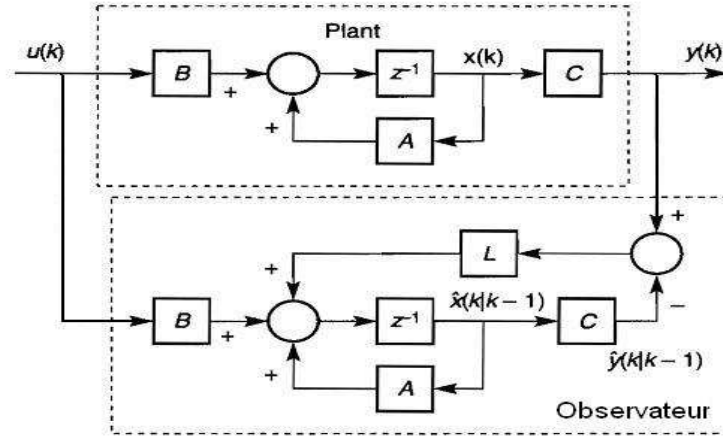 Plant
u(k)
y(k)
B
+
z⁻¹
x(k)
C
+
A
+
L
+
B
+
z⁻¹
x̂(k|k−1)
C
−
+
A
ŷ(k|k−1)
Observateur